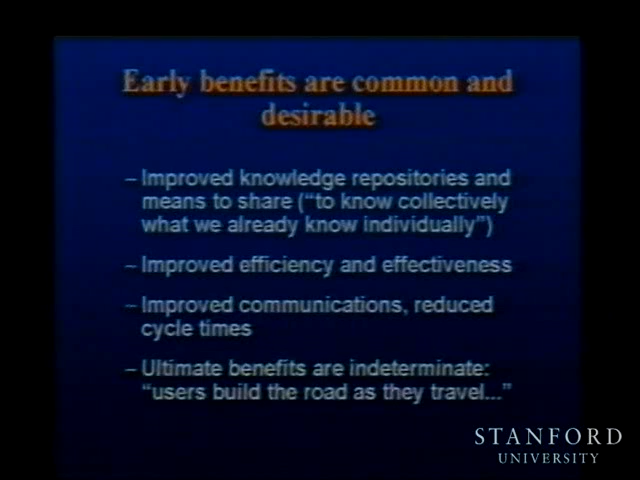 Early benefits are common and
desirable
– Improved knowledge repositories and
means to share ("to know collectively
what we already know individually")
– Improved efficiency and effectiveness
– Improved communications, reduced
cycle times
– Ultimate benefits are indeterminate:
"users build the road as they travel..."
STANFORD
UNIVERSITY